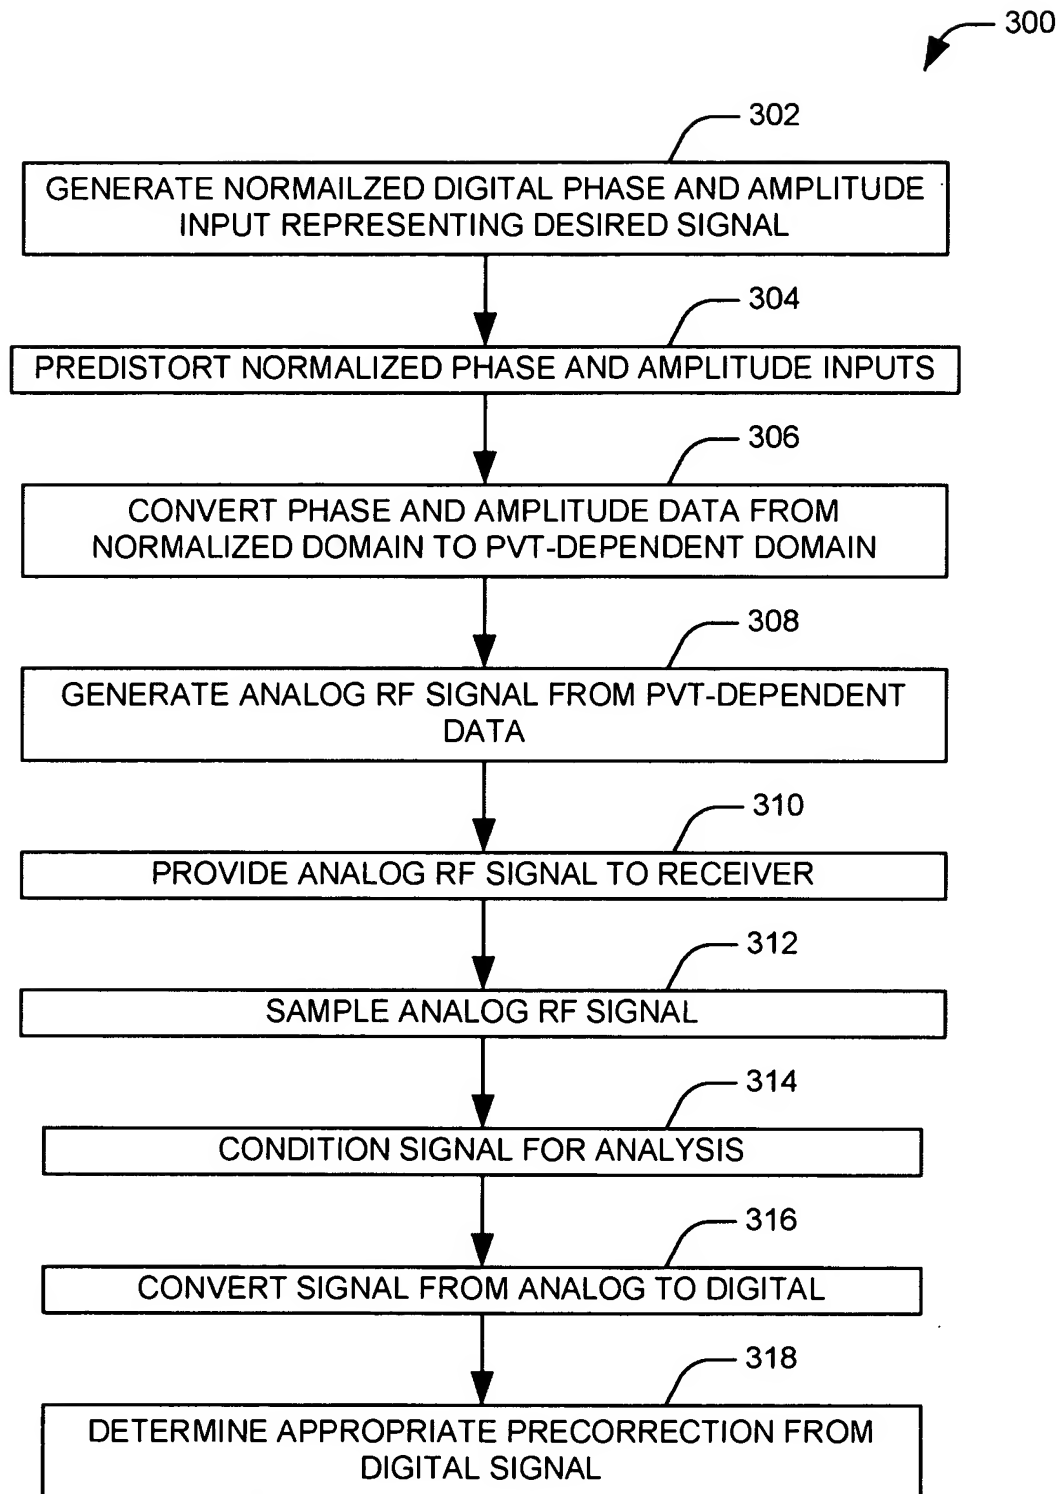 300
302
GENERATE NORMAILZED DIGITAL PHASE AND AMPLITUDE
INPUT REPRESENTING DESIRED SIGNAL
304
PREDISTORT NORMALIZED PHASE AND AMPLITUDE INPUTS
306
CONVERT PHASE AND AMPLITUDE DATA FROM
NORMALIZED DOMAIN TO PVT-DEPENDENT DOMAIN
308
GENERATE ANALOG RF SIGNAL FROM PVT-DEPENDENT
DATA
310
PROVIDE ANALOG RF SIGNAL TO RECEIVER
312
SAMPLE ANALOG RF SIGNAL
314
CONDITION SIGNAL FOR ANALYSIS
316
CONVERT SIGNAL FROM ANALOG TO DIGITAL
318
DETERMINE APPROPRIATE PRECORRECTION FROM
DIGITAL SIGNAL